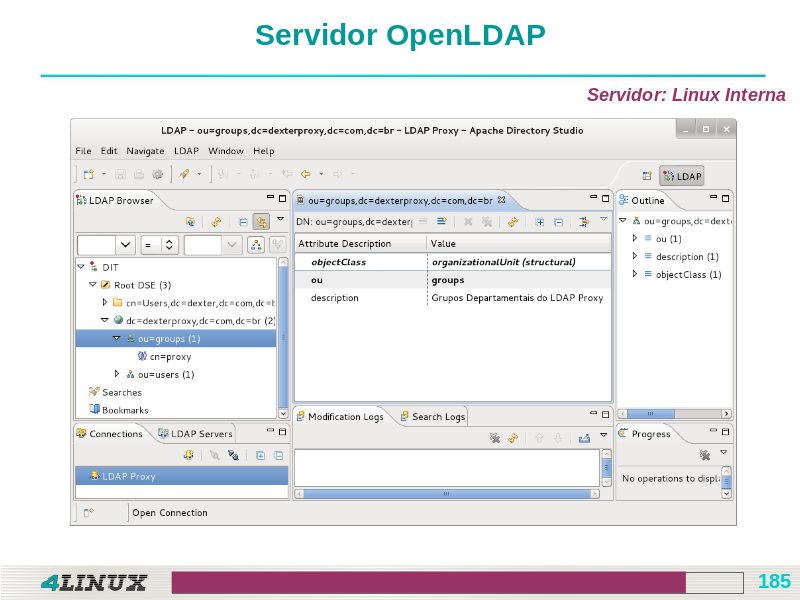 Servidor OpenLDAP
Servidor: Linux Interna
LDAP – ou=groups,dc=dexterproxy,dc=com,dc=br – LDAP Proxy – Apache Directory Studio
File Edit Navigate LDAP Window Help
LDAP
LDAP Browser
=
DIT
Root DSE (3)
cn=Users,dc=dexter,dc=com,dc=b
dc=dexterproxy,dc=com,dc=br (2)
ou=groups (1)
cn=proxy
ou=users (1)
Searches
Bookmarks
ou=groups,dc=dexterproxy,dc=com,dc=br
DN: ou=groups,dc=dexterp
Attribute Description Value
objectClass organizationalUnit (structural)
ou groups
description Grupos Departamentais do LDAP Proxy
Outline
ou=groups,dc=dexte
ou (1)
description (1)
objectClass (1)
Connections LDAP Servers
LDAP Proxy
Modification Logs Search Logs
Progress
No operations to displa
Open Connection
4LINUX
185